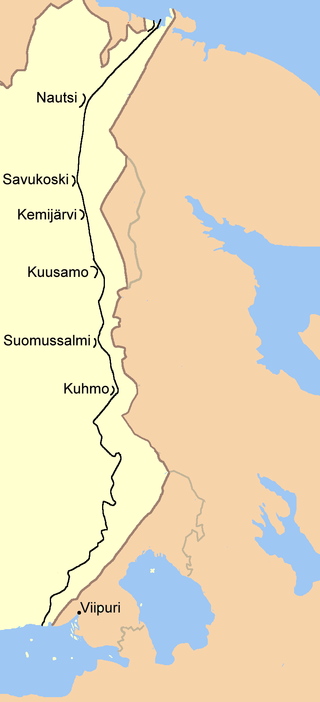 Nautsi
Savukoski
Kemijärvi
Kuusamo
Suomussalmi
Kuhmo
Viipuri